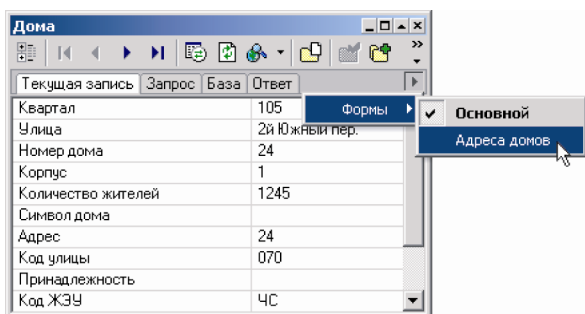 Дома
Текущая запись Запрос База Ответ
Квартал 105
Улица 2й Южный пер.
Номер дома 24
Корпус 1
Количество жителей 1245
Символ дома
Адрес 24
Код улицы 070
Принадлежность
Код ЖЭУ ЧС
Формы
Основной
Адреса домов